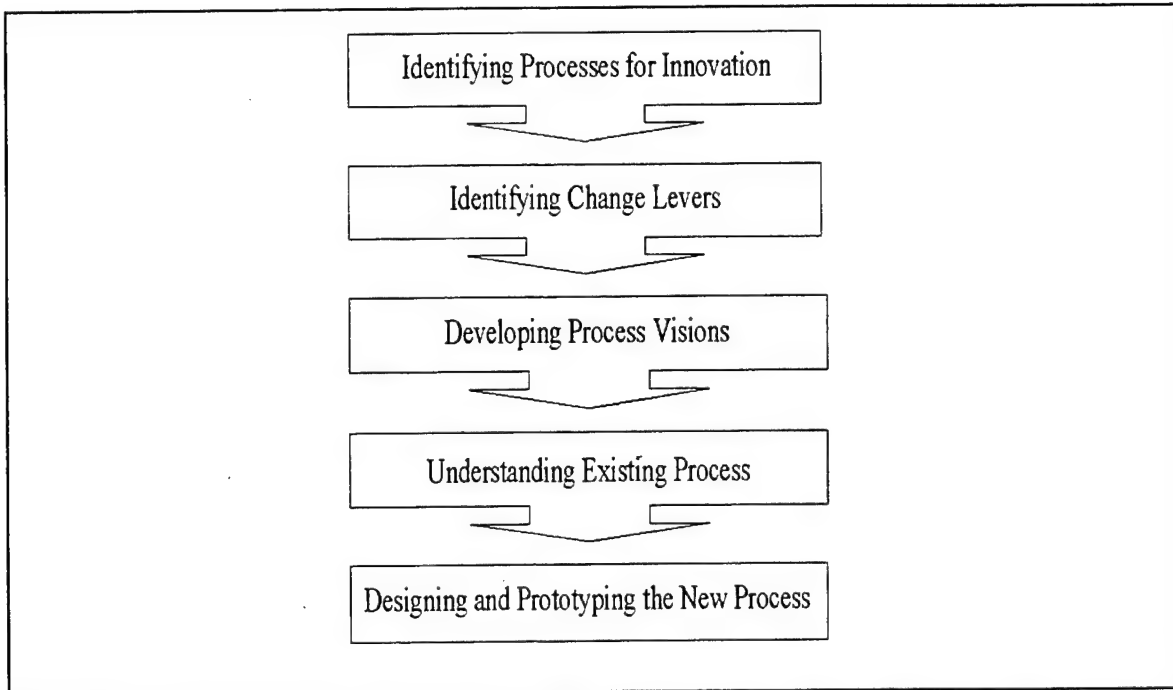 Identifying Processes for Innovation
Identifying Change Levers
Developing Process Visions
Understanding Existing Process
Designing and Prototyping the New Process